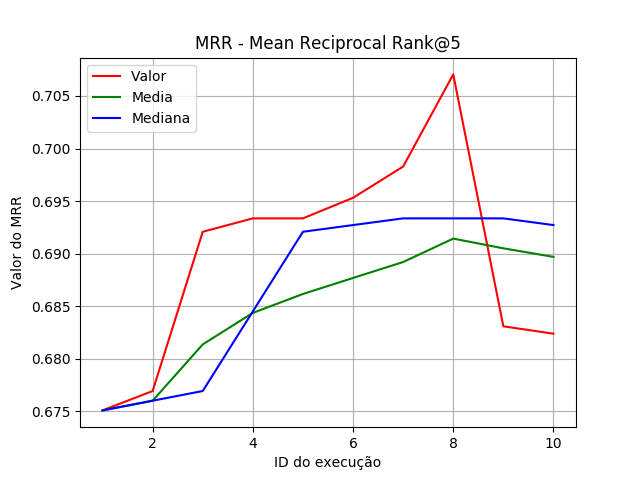 MRR - Mean Reciprocal Rank@5
Valor
Media
Mediana
0.705
0.700
0.695
0.690
0.685
0.680
0.675
Valor do MRR
2
4
6
8
10
ID do execução